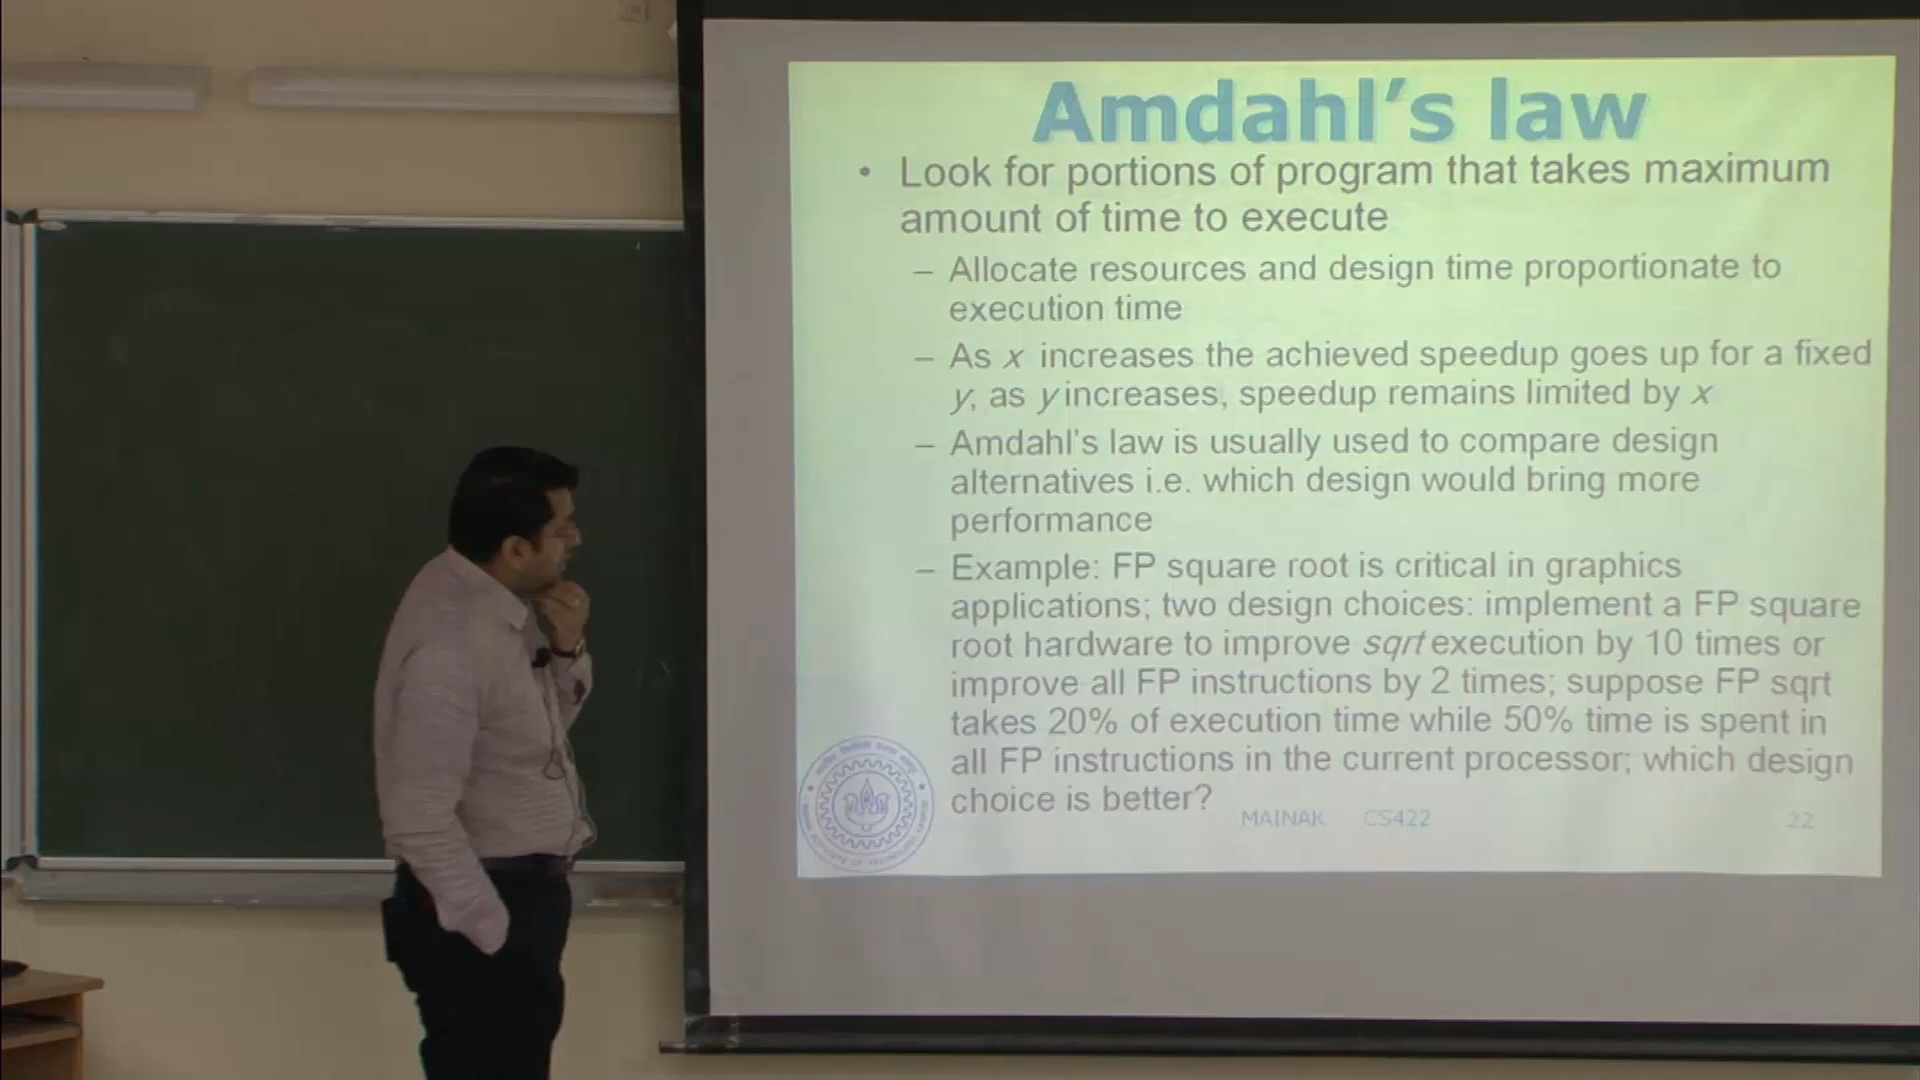 Amdahl's law
• Look for portions of program that takes maximum
amount of time to execute
– Allocate resources and design time proportionate to
execution time
– As x increases the achieved speedup goes up for a fixed
y, as y increases, speedup remains limited by x
– Amdahl's law is usually used to compare design
alternatives i.e. which design would bring more
performance
– Example: FP square root is critical in graphics
applications; two design choices: implement a FP square
root hardware to improve sqrt execution by 10 times or
improve all FP instructions by 2 times; suppose FP sqrt
takes 20% of execution time while 50% time is spent in
all FP instructions in the current processor; which design
choice is better?
MAINAK CS422 22